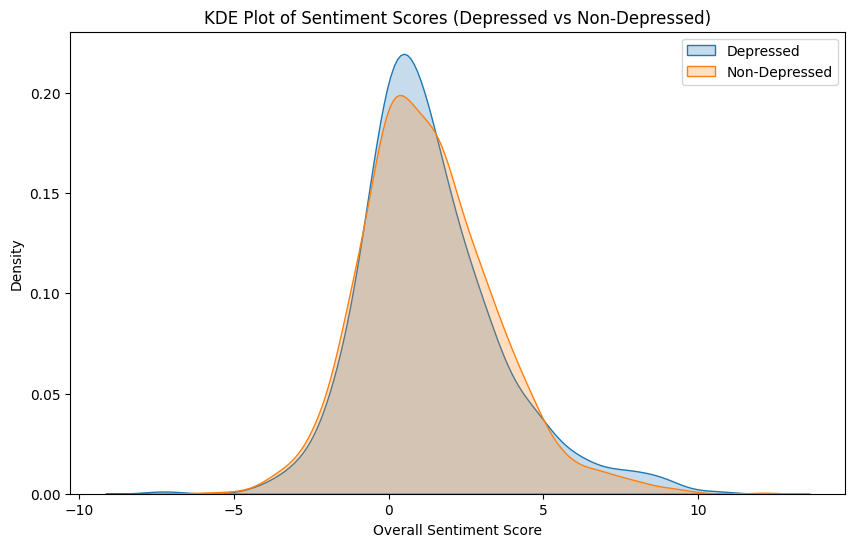 KDE Plot of Sentiment Scores (Depressed vs Non-Depressed)
Depressed
Non-Depressed
Density
0.20
0.15
0.10
0.05
0.00
−10
−5
0
5
10
Overall Sentiment Score